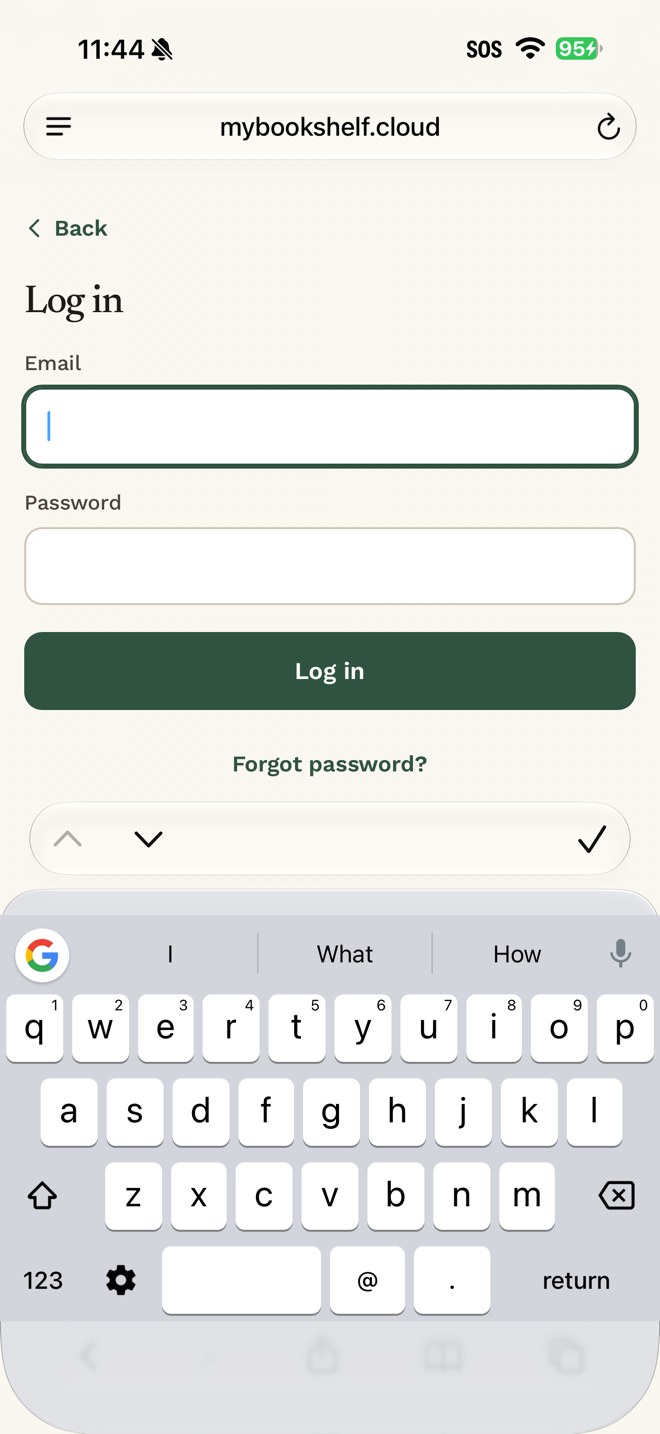 11:44 SOS 95
mybookshelf.cloud
Back
Log in
Email
Password
Log in
Forgot password?
G I What How
q 1 w 2 e 3 r 4 t 5 y 6 u 7 i 8 o 9 p 0
a s d f g h j k l
z x c v b n m
123 @ . return